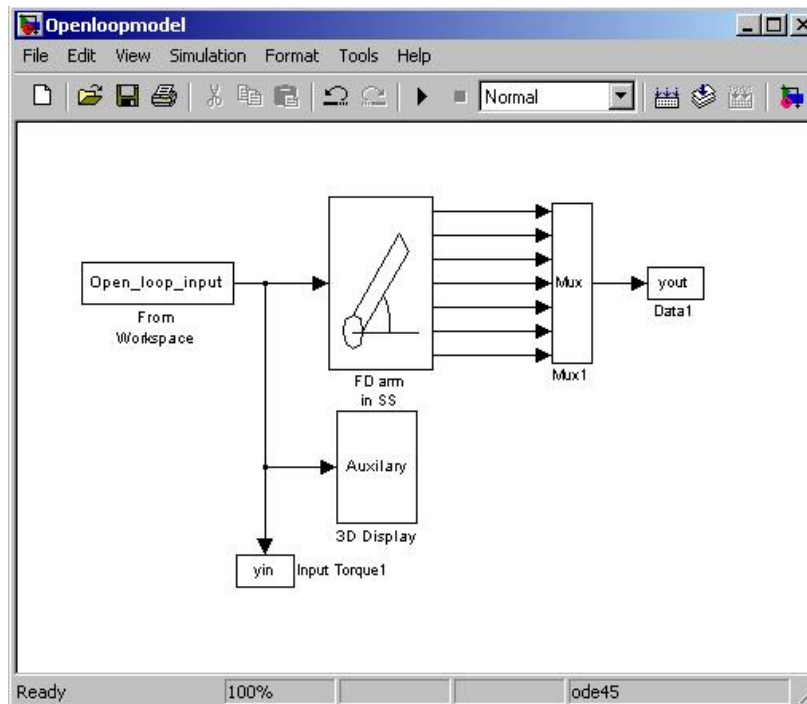 Openloopmodel
File Edit View Simulation Format Tools Help
Normal
Open_loop_input
From
Workspace
FD arm
in SS
Mux
Mux1
yout
Data1
Auxilary
3D Display
yin
Input Torque1
Ready 100% ode45